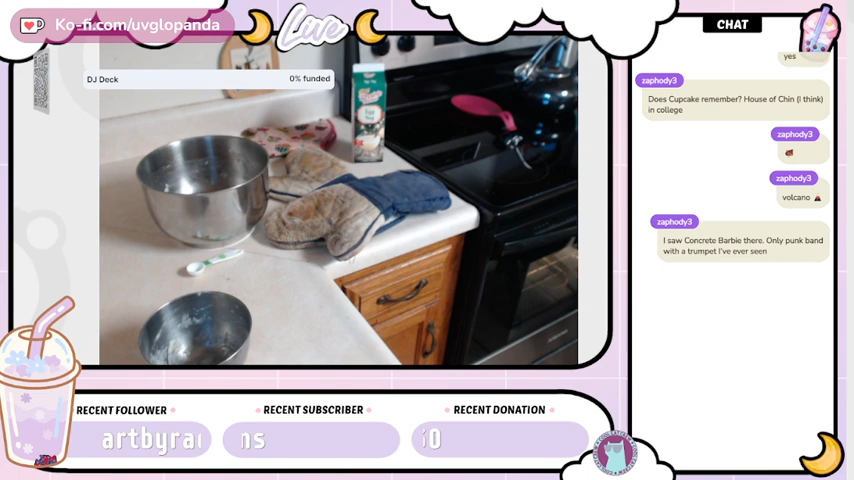 Ko-fi.com/uvglopanda
Live
CHAT
DJ Deck
0% funded
yes
zaphody3
Does Cupcake remember? House of Chin (I think)
in college
zaphody3
zaphody3
volcano
zaphody3
I saw Concrete Barbie there. Only punk band
with a trumpet I've ever seen
RECENT FOLLOWER
RECENT SUBSCRIBER
RECENT DONATION
artbyra
ns